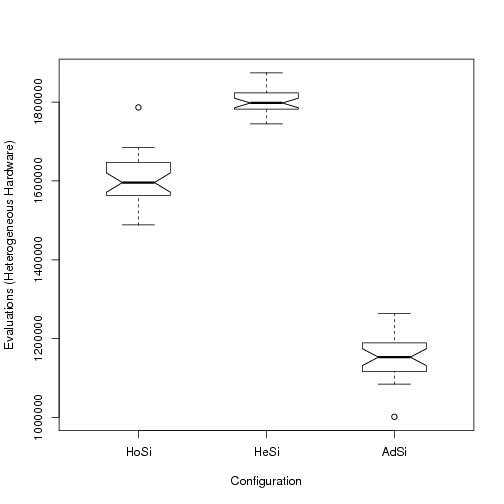 Evaluations (Heterogeneous Hardware)
1800000
1600000
1400000
1200000
1000000
HoSi HeSi AdSi
Configuration